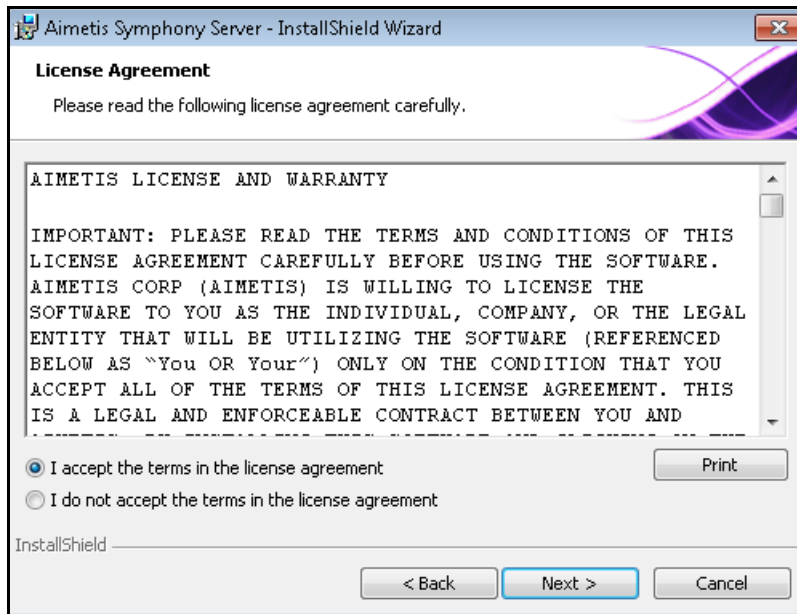 Aimetis Symphony Server - InstallShield Wizard
License Agreement
Please read the following license agreement carefully.
AIMETIS LICENSE AND WARRANTY
IMPORTANT: PLEASE READ THE TERMS AND CONDITIONS OF THIS
LICENSE AGREEMENT CAREFULLY BEFORE USING THE SOFTWARE.
AIMETIS CORP (AIMETIS) IS WILLING TO LICENSE THE
SOFTWARE TO YOU AS THE INDIVIDUAL, COMPANY, OR THE LEGAL
ENTITY THAT WILL BE UTILIZING THE SOFTWARE (REFERENCED
BELOW AS “You OR Your”) ONLY ON THE CONDITION THAT YOU
ACCEPT ALL OF THE TERMS OF THIS LICENSE AGREEMENT. THIS
IS A LEGAL AND ENFORCEABLE CONTRACT BETWEEN YOU AND
I accept the terms in the license agreement
Print
I do not accept the terms in the license agreement
InstallShield
< Back
Next >
Cancel